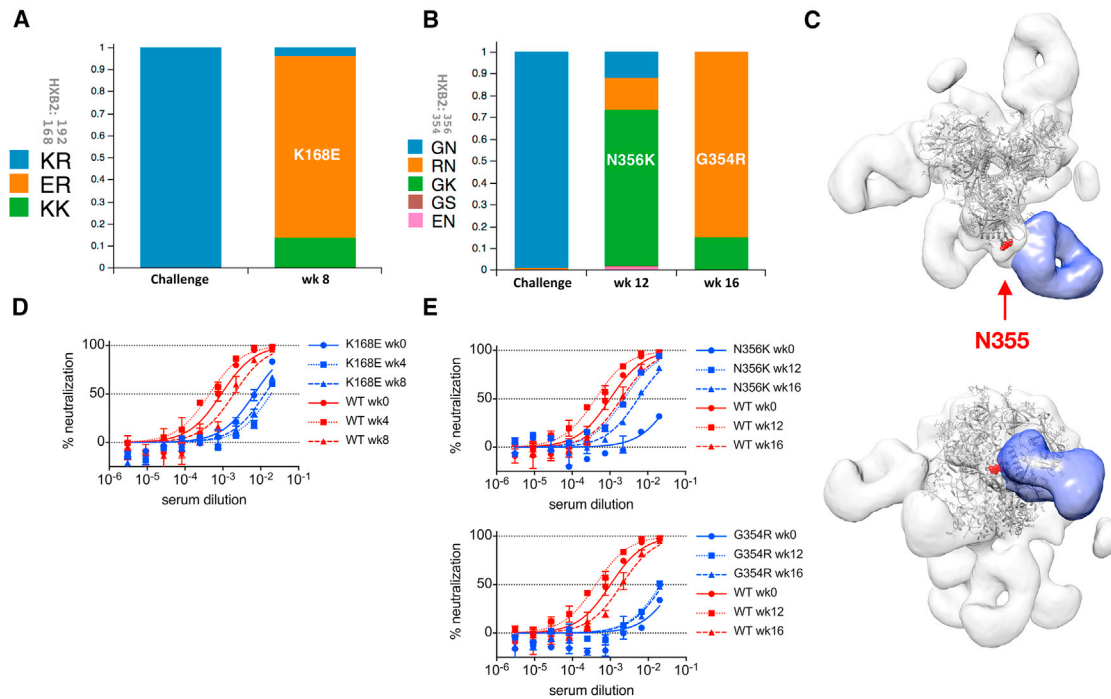 A
1
0.9
0.8
0.7
0.6
0.5
0.4
0.3
0.2
0.1
0
HXB2: 168
192
KR
ER
KK
K168E
Challenge
wk 8
B
1
0.9
0.8
0.7
0.6
0.5
0.4
0.3
0.2
0.1
0
HXB2: 356
354
GN
RN
GK
GS
EN
N356K
G354R
Challenge
wk 12
wk 16
C
N355
D
% neutralization
100
50
0
10-6
10-5
10-4
10-3
10-2
10-1
serum dilution
K168E wk0
K168E wk4
K168E wk8
WT wk0
WT wk4
WT wk8
E
% neutralization
100
50
0
10-6
10-5
10-4
10-3
10-2
10-1
serum dilution
N356K wk0
N356K wk12
N356K wk16
WT wk0
WT wk12
WT wk16
% neutralization
100
50
0
10-6
10-5
10-4
10-3
10-2
10-1
serum dilution
G354R wk0
G354R wk12
G354R wk16
WT wk0
WT wk12
WT wk16